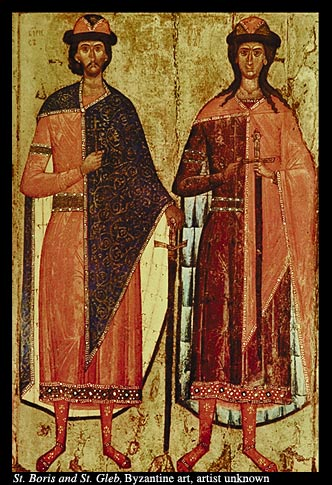 St. Boris and St. Gleb, Byzantine art, artist unknown